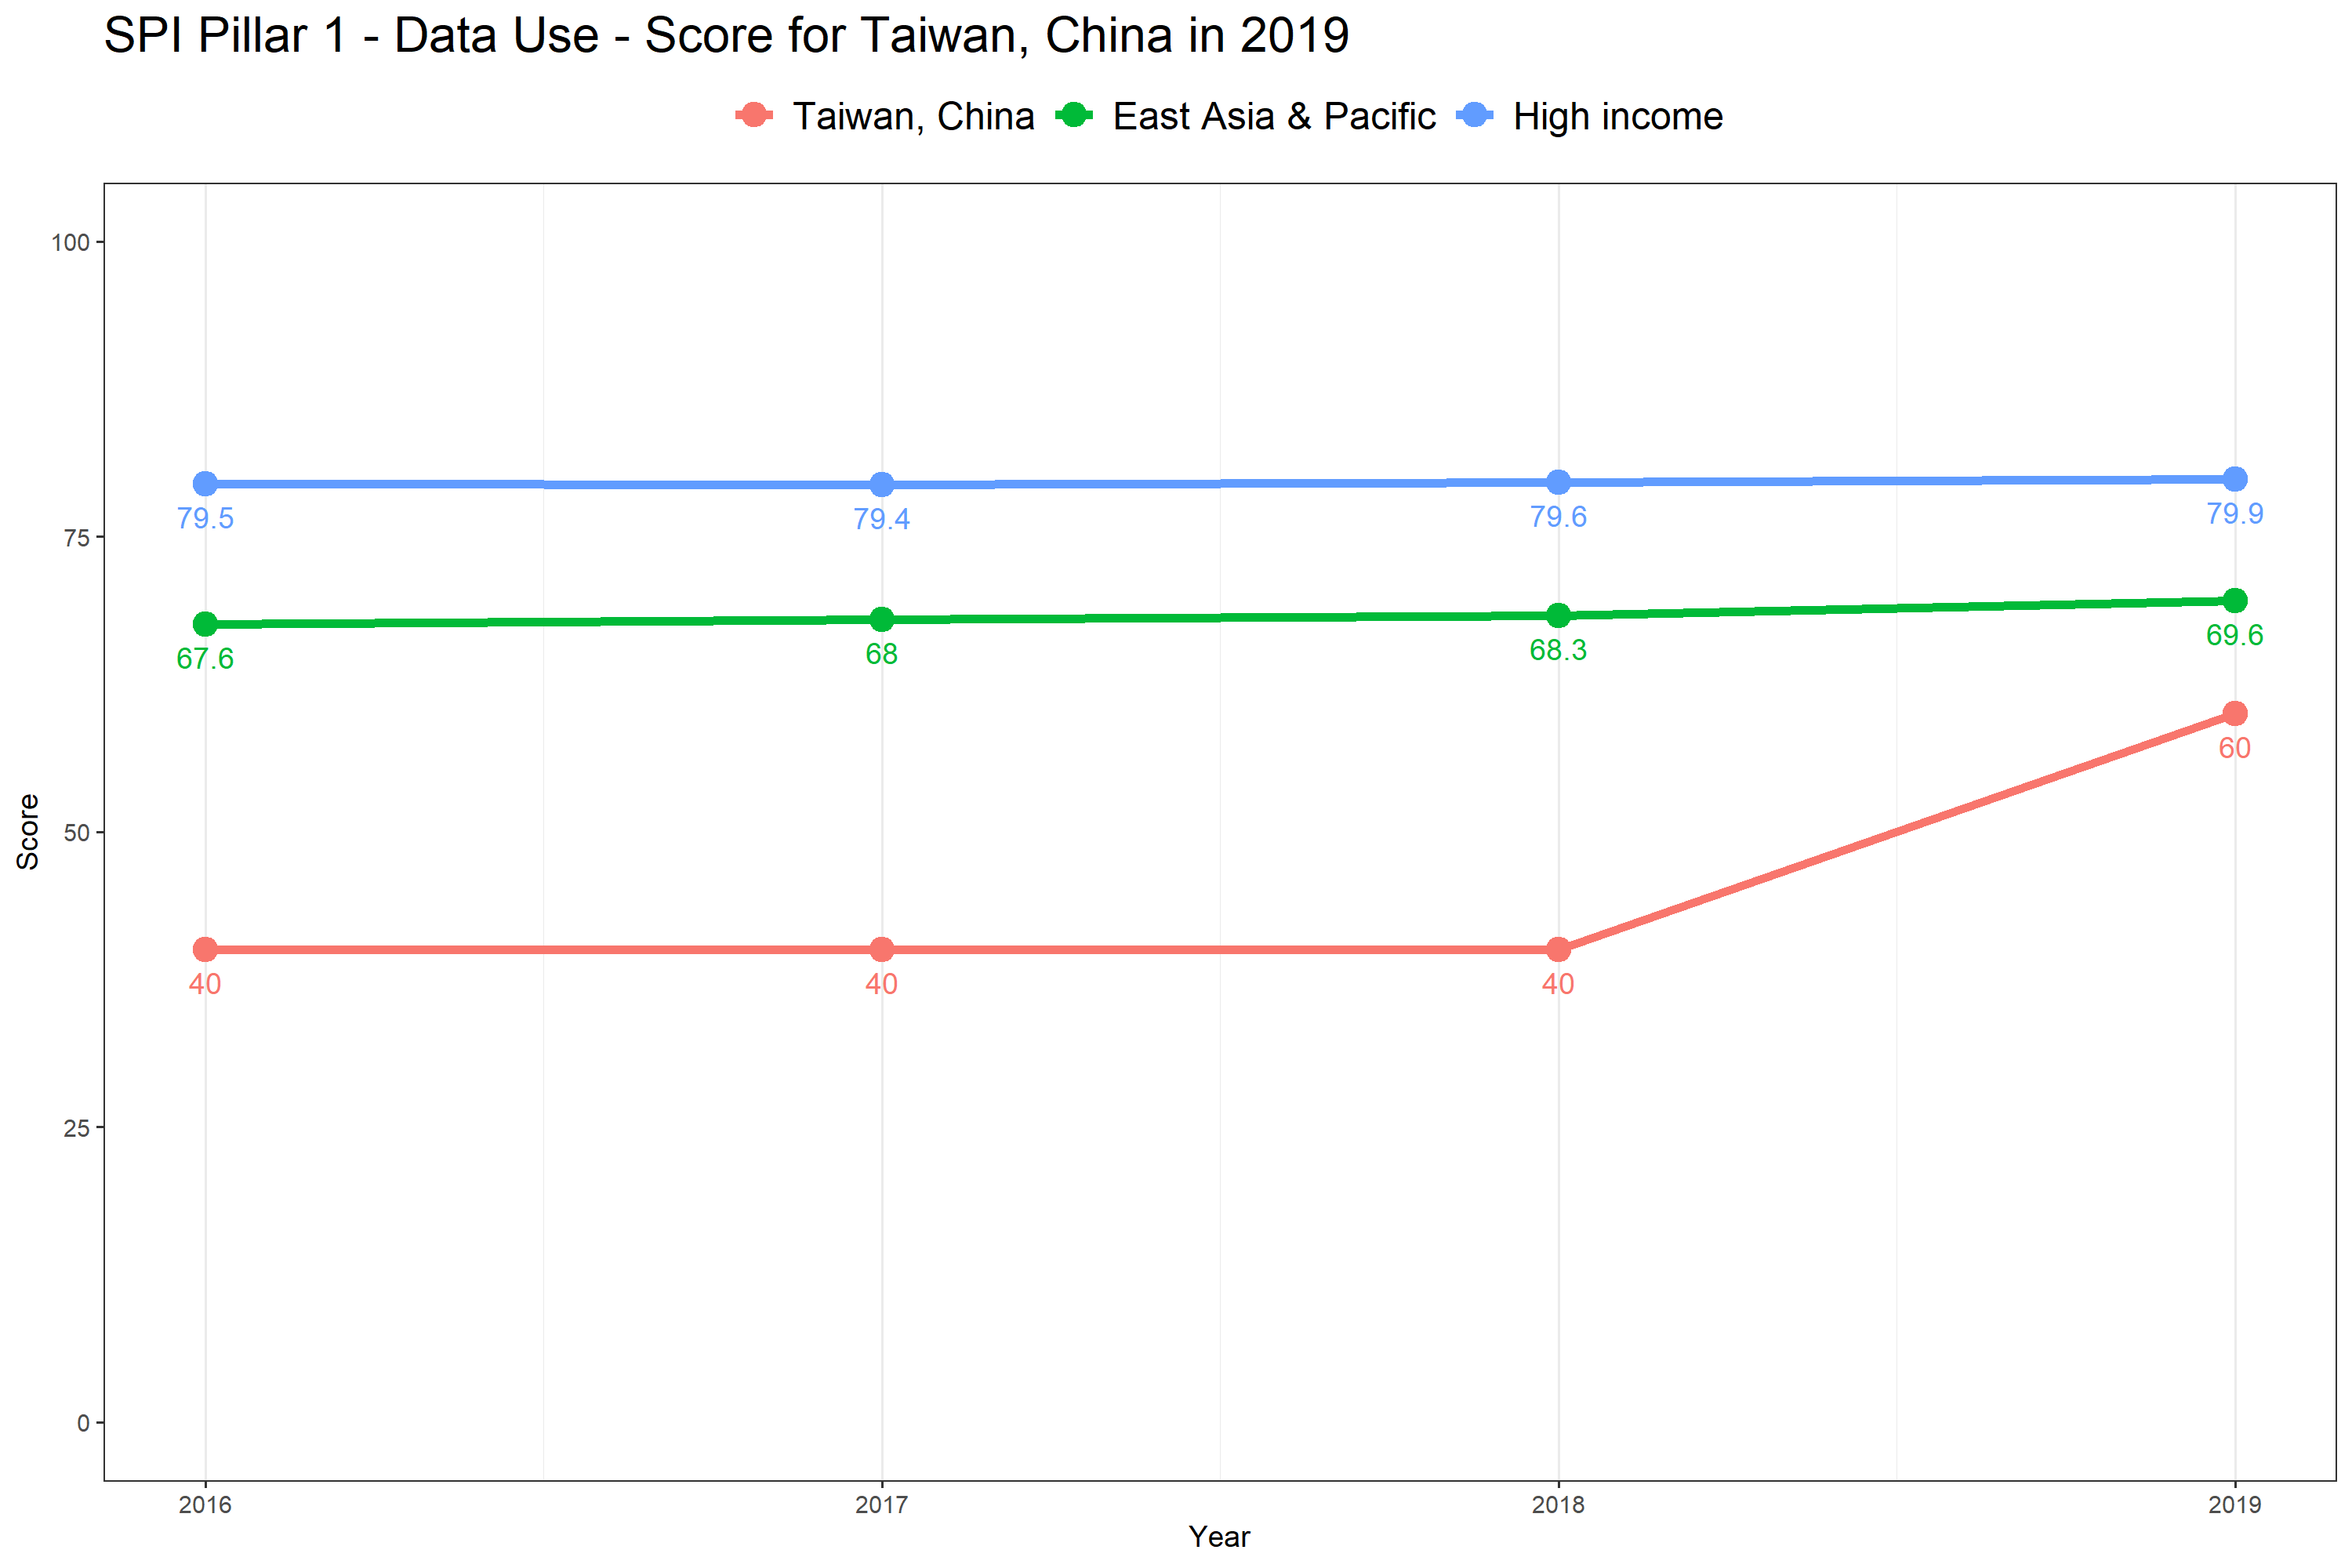 SPI Pillar 1 - Data Use - Score for Taiwan, China in 2019
Taiwan, China East Asia & Pacific High income
100
75
50
25
0
Score
79.5 79.4 79.6 79.9
67.6 68 68.3 69.6
60
40 40 40
2016 2017 2018 2019
Year